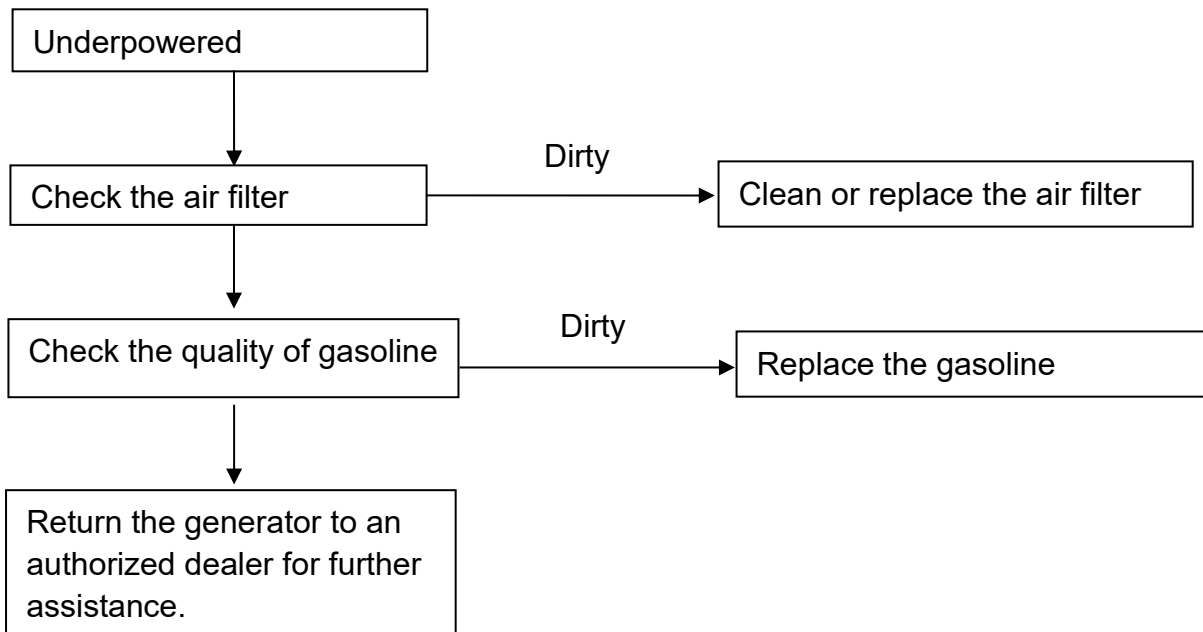 Underpowered
Dirty
Check the air filter
Clean or replace the air filter
Dirty
Check the quality of gasoline
Replace the gasoline
Return the generator to an
authorized dealer for further
assistance.